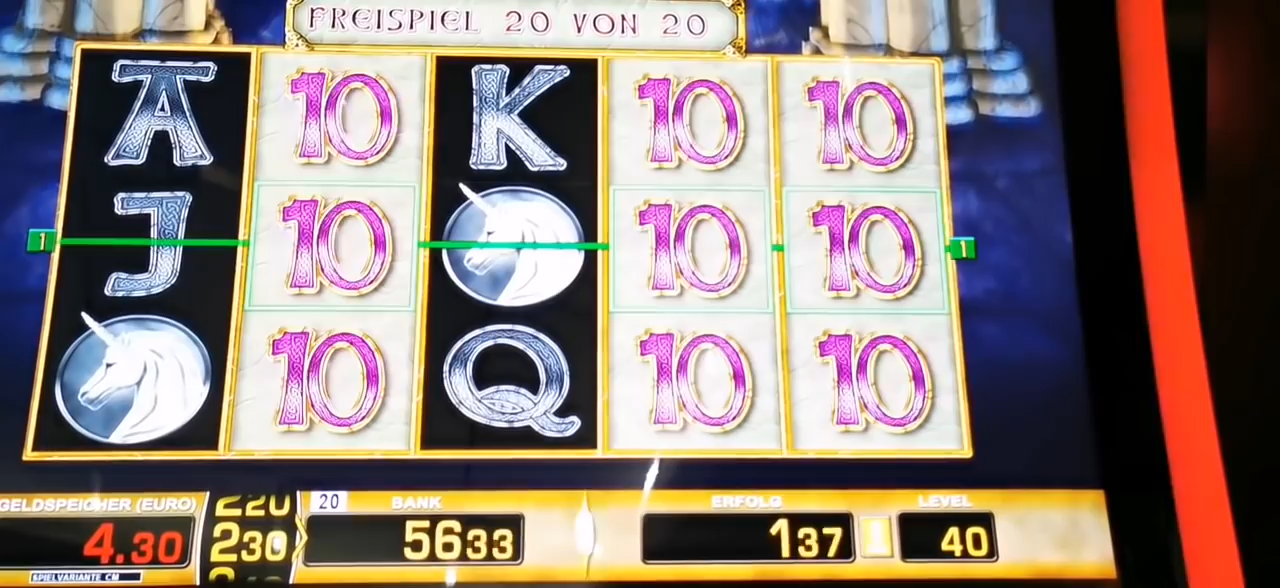 FREISPIEL 20 VON 20
A 10 K 10 10
1 J 10 10 10 1
10 Q 10 10
GELDSPEICHER (EURO) 220 20 BANK ERFOLG LEVEL
4.30 230 5633 137 40
SPIELVARIANTE CM